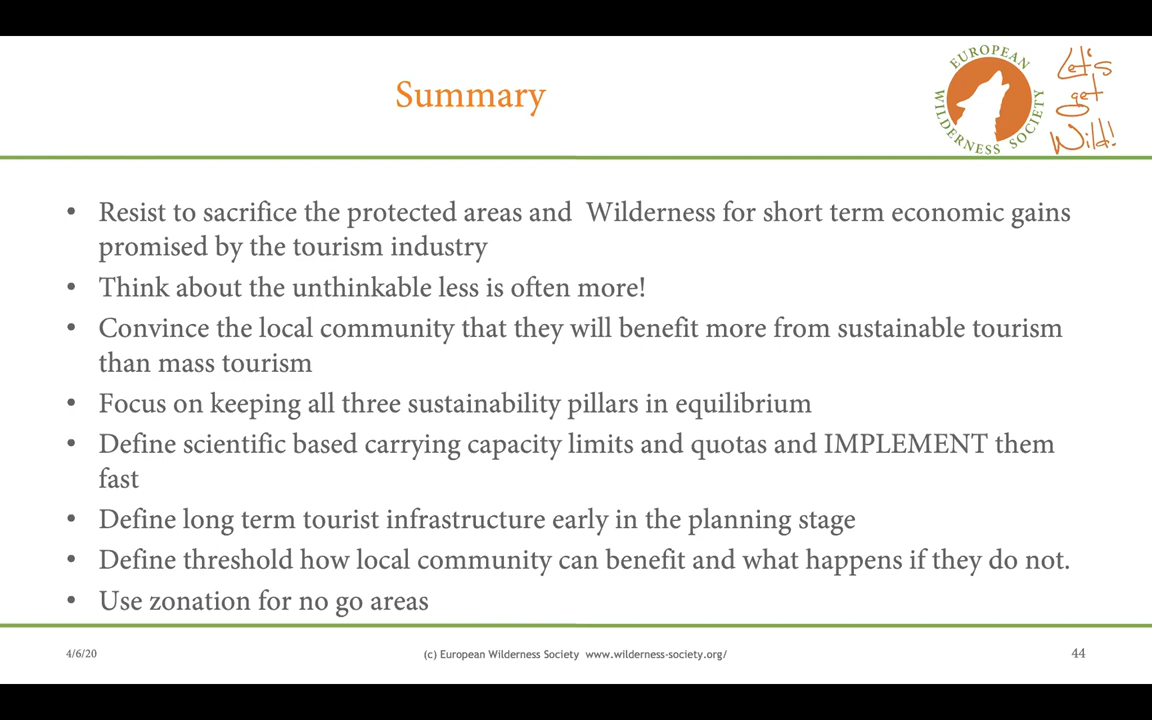 Summary
EUROPEAN
WILDERNESS SOCIETY
Let's
get
Wild!
• Resist to sacrifice the protected areas and  Wilderness for short term economic gains
promised by the tourism industry
• Think about the unthinkable less is often more!
• Convince the local community that they will benefit more from sustainable tourism
than mass tourism
• Focus on keeping all three sustainability pillars in equilibrium
• Define scientific based carrying capacity limits and quotas and IMPLEMENT them
fast
• Define long term tourist infrastructure early in the planning stage
• Define threshold how local community can benefit and what happens if they do not.
• Use zonation for no go areas
4/6/20
(c) European Wilderness Society  www.wilderness-society.org/
44